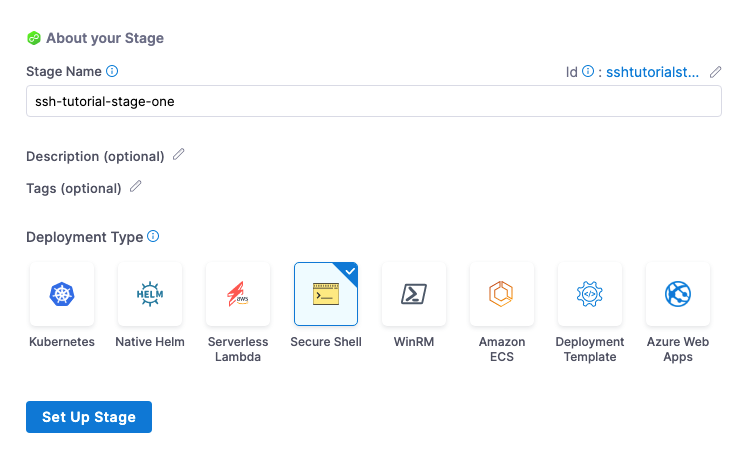 About your Stage
Stage Name
Id : sshtutorialst...
ssh-tutorial-stage-one
Description (optional)
Tags (optional)
Deployment Type
HELM
aws
Kubernetes
Native Helm
Serverless
Lambda
Secure Shell
WinRM
Amazon
ECS
Deployment
Template
Azure Web
Apps
Set Up Stage